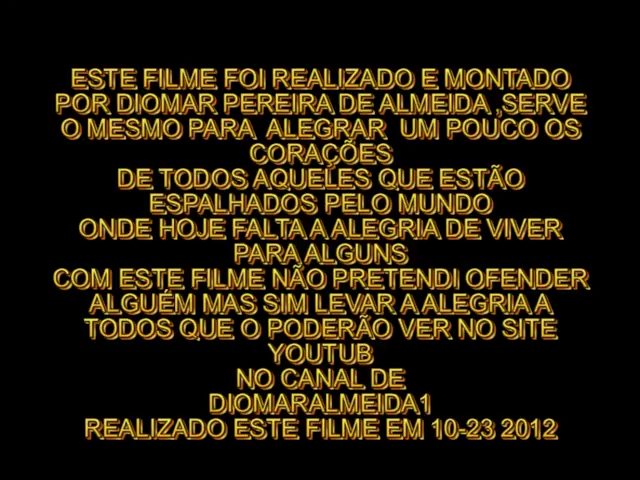 ESTE FILME FOI REALIZADO E MONTADO
POR DIOMAR PEREIRA DE ALMEIDA ,SERVE
O MESMO PARA ALEGRAR UM POUCO OS
CORAÇÕES
DE TODOS AQUELES QUE ESTÃO
ESPALHADOS PELO MUNDO
ONDE HOJE FALTA A ALEGRIA DE VIVER
PARA ALGUNS
COM ESTE FILME NÃO PRETENDI OFENDER
ALGUÉM MAS SIM LEVAR A ALEGRIA A
TODOS QUE O PODERÃO VER NO SITE
YOUTUB
NO CANAL DE
DIOMARALMEIDA1
REALIZADO ESTE FILME EM 10-23 2012